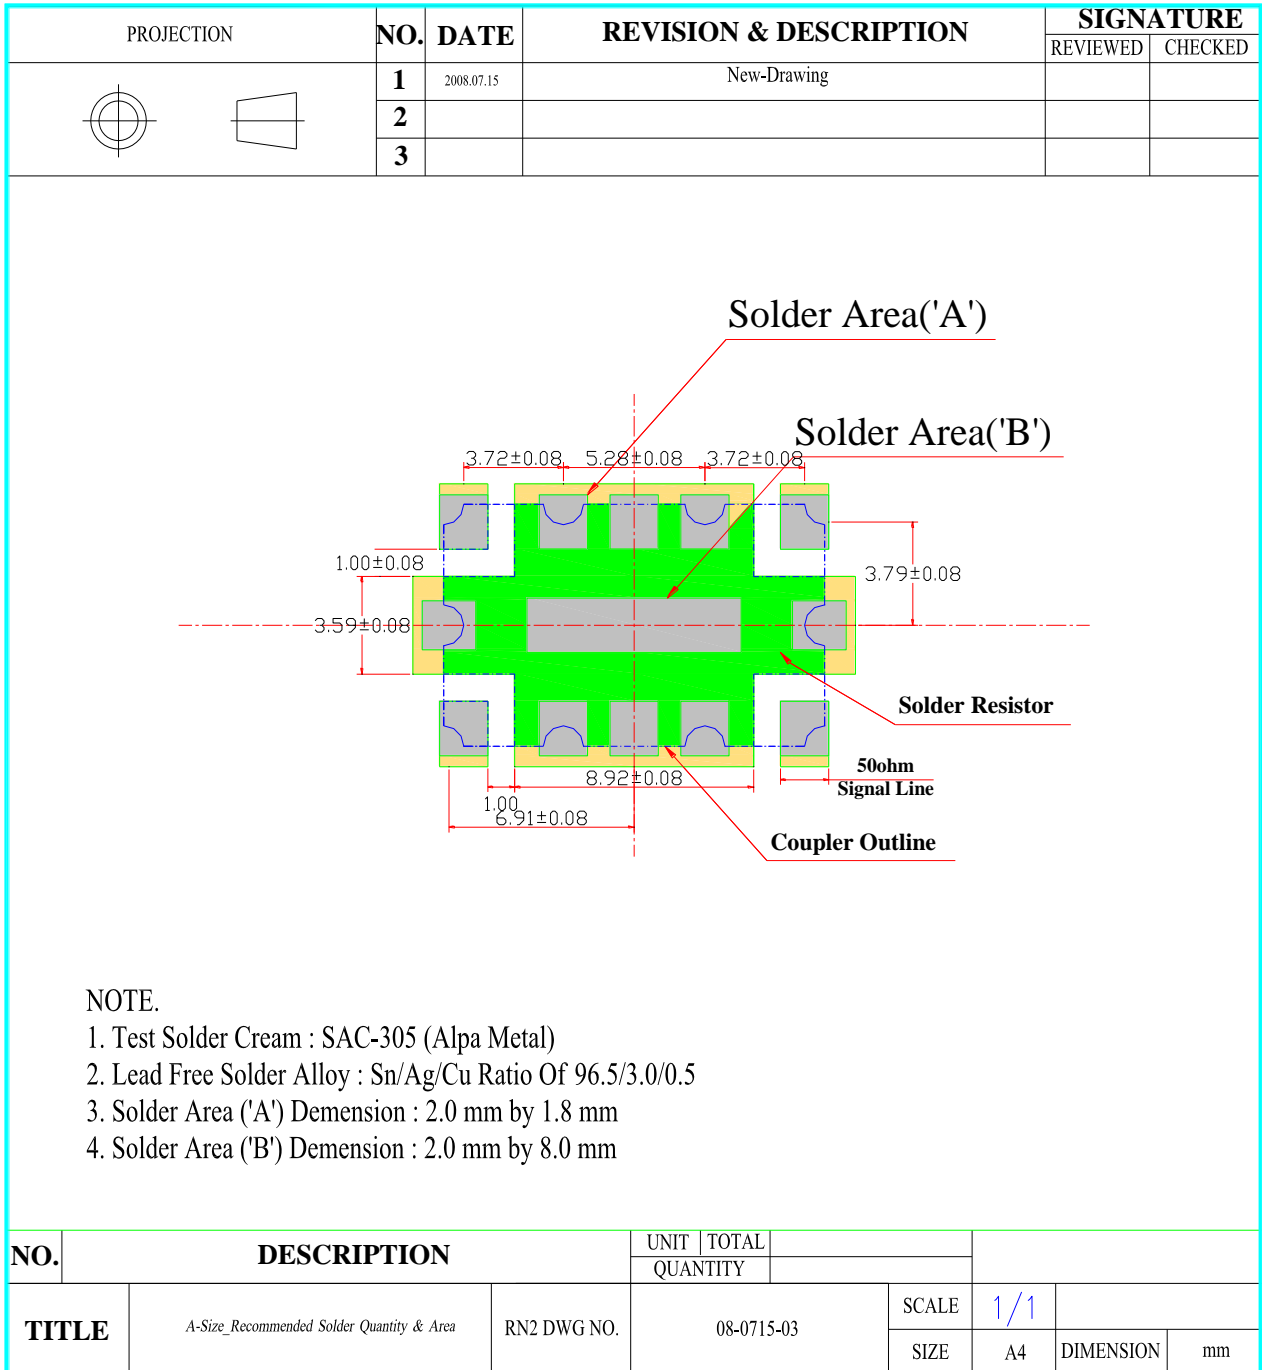 PROJECTION
NO. DATE REVISION & DESCRIPTION SIGNATURE
REVIEWED CHECKED
1 2008.07.15 New-Drawing
2
3
Solder Area('A')
Solder Area('B')
3.72±0.08 5.28±0.08 3.72±0.08
1.00±0.08
3.79±0.08
3.59±0.08
Solder Resistor
50ohm
Signal Line
8.92±0.08
1.00
6.91±0.08
Coupler Outline
NOTE.
1. Test Solder Cream : SAC-305 (Alpa Metal)
2. Lead Free Solder Alloy : Sn/Ag/Cu Ratio Of 96.5/3.0/0.5
3. Solder Area ('A') Demension : 2.0 mm by 1.8 mm
4. Solder Area ('B') Demension : 2.0 mm by 8.0 mm
NO. DESCRIPTION UNIT TOTAL
QUANTITY
TITLE A-Size_Recommended Solder Quantity & Area RN2 DWG NO. 08-0715-03 SCALE 1/1
SIZE A4 DIMENSION mm